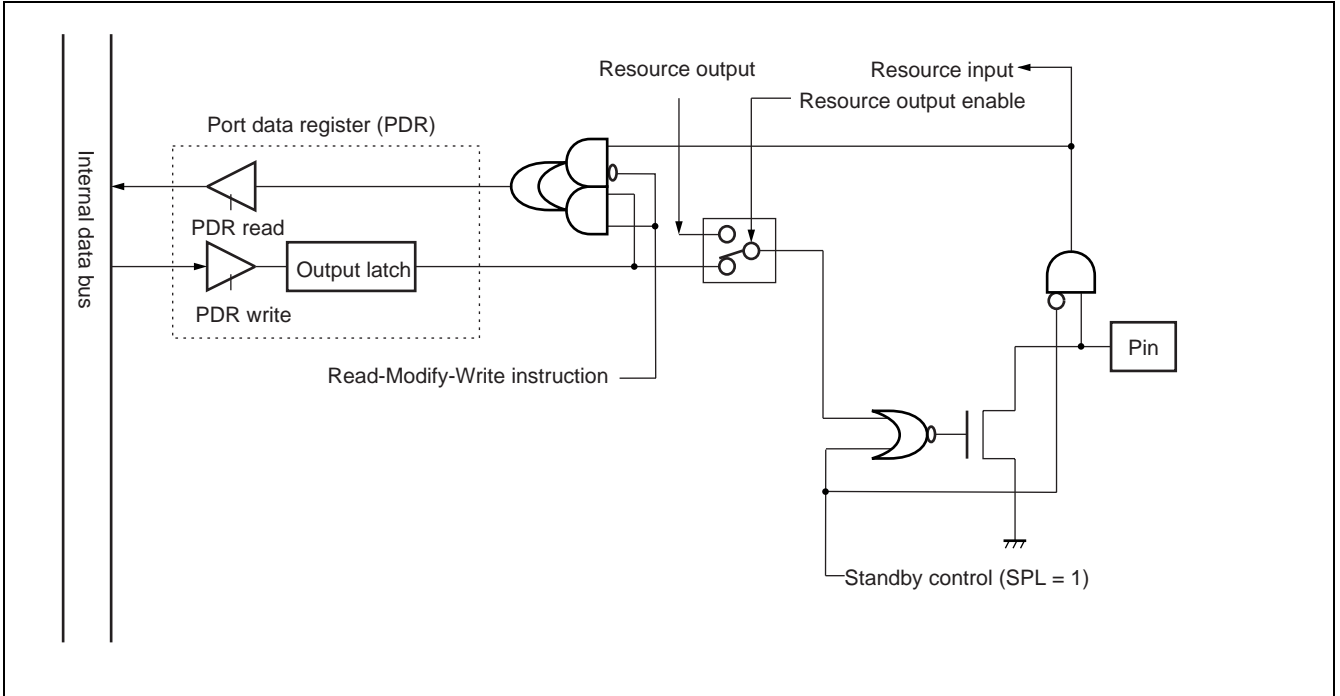 Resource output
Resource input
Resource output enable
Port data register (PDR)
Internal data bus
PDR read
Output latch
PDR write
Pin
Read-Modify-Write instruction
Standby control (SPL = 1)